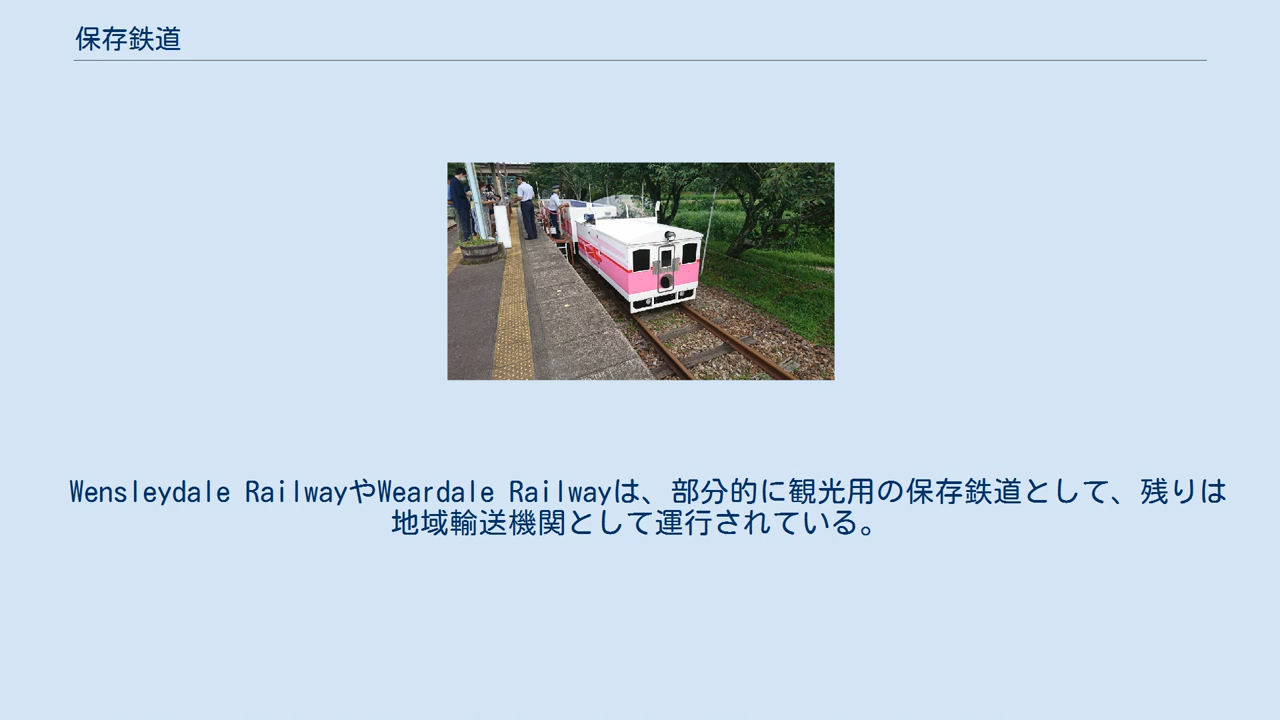 保存鉄道
Wensleydale RailwayやWeardale Railwayは、部分的に観光用の保存鉄道として、残りは
地域輸送機関として運行されている。